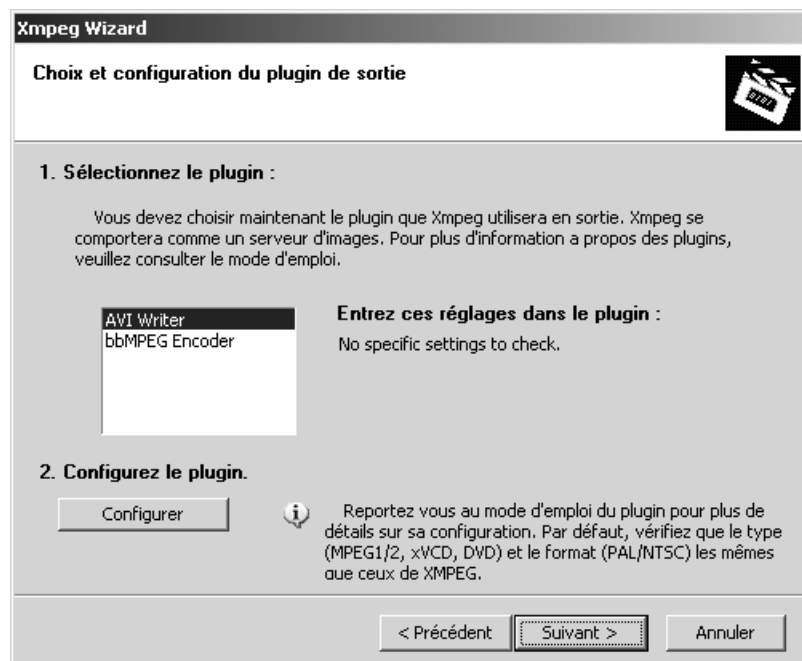 Xmpeg Wizard
Choix et configuration du plugin de sortie
1. Sélectionnez le plugin :
Vous devez choisir maintenant le plugin que Xmpeg utilisera en sortie. Xmpeg se
comportera comme un serveur d'images. Pour plus d'information a propos des plugins,
veuillez consulter le mode d'emploi.
AVI Writer
bbMPEG Encoder
Entrez ces réglages dans le plugin :
No specific settings to check.
2. Configurez le plugin.
Configurer
Reportez vous au mode d'emploi du plugin pour plus de
détails sur sa configuration. Par défaut, vérifiez que le type
(MPEG1/2, xVCD, DVD) et le format (PAL/NTSC) les mêmes
que ceux de XMPEG.
< Précédent
Suivant >
Annuler